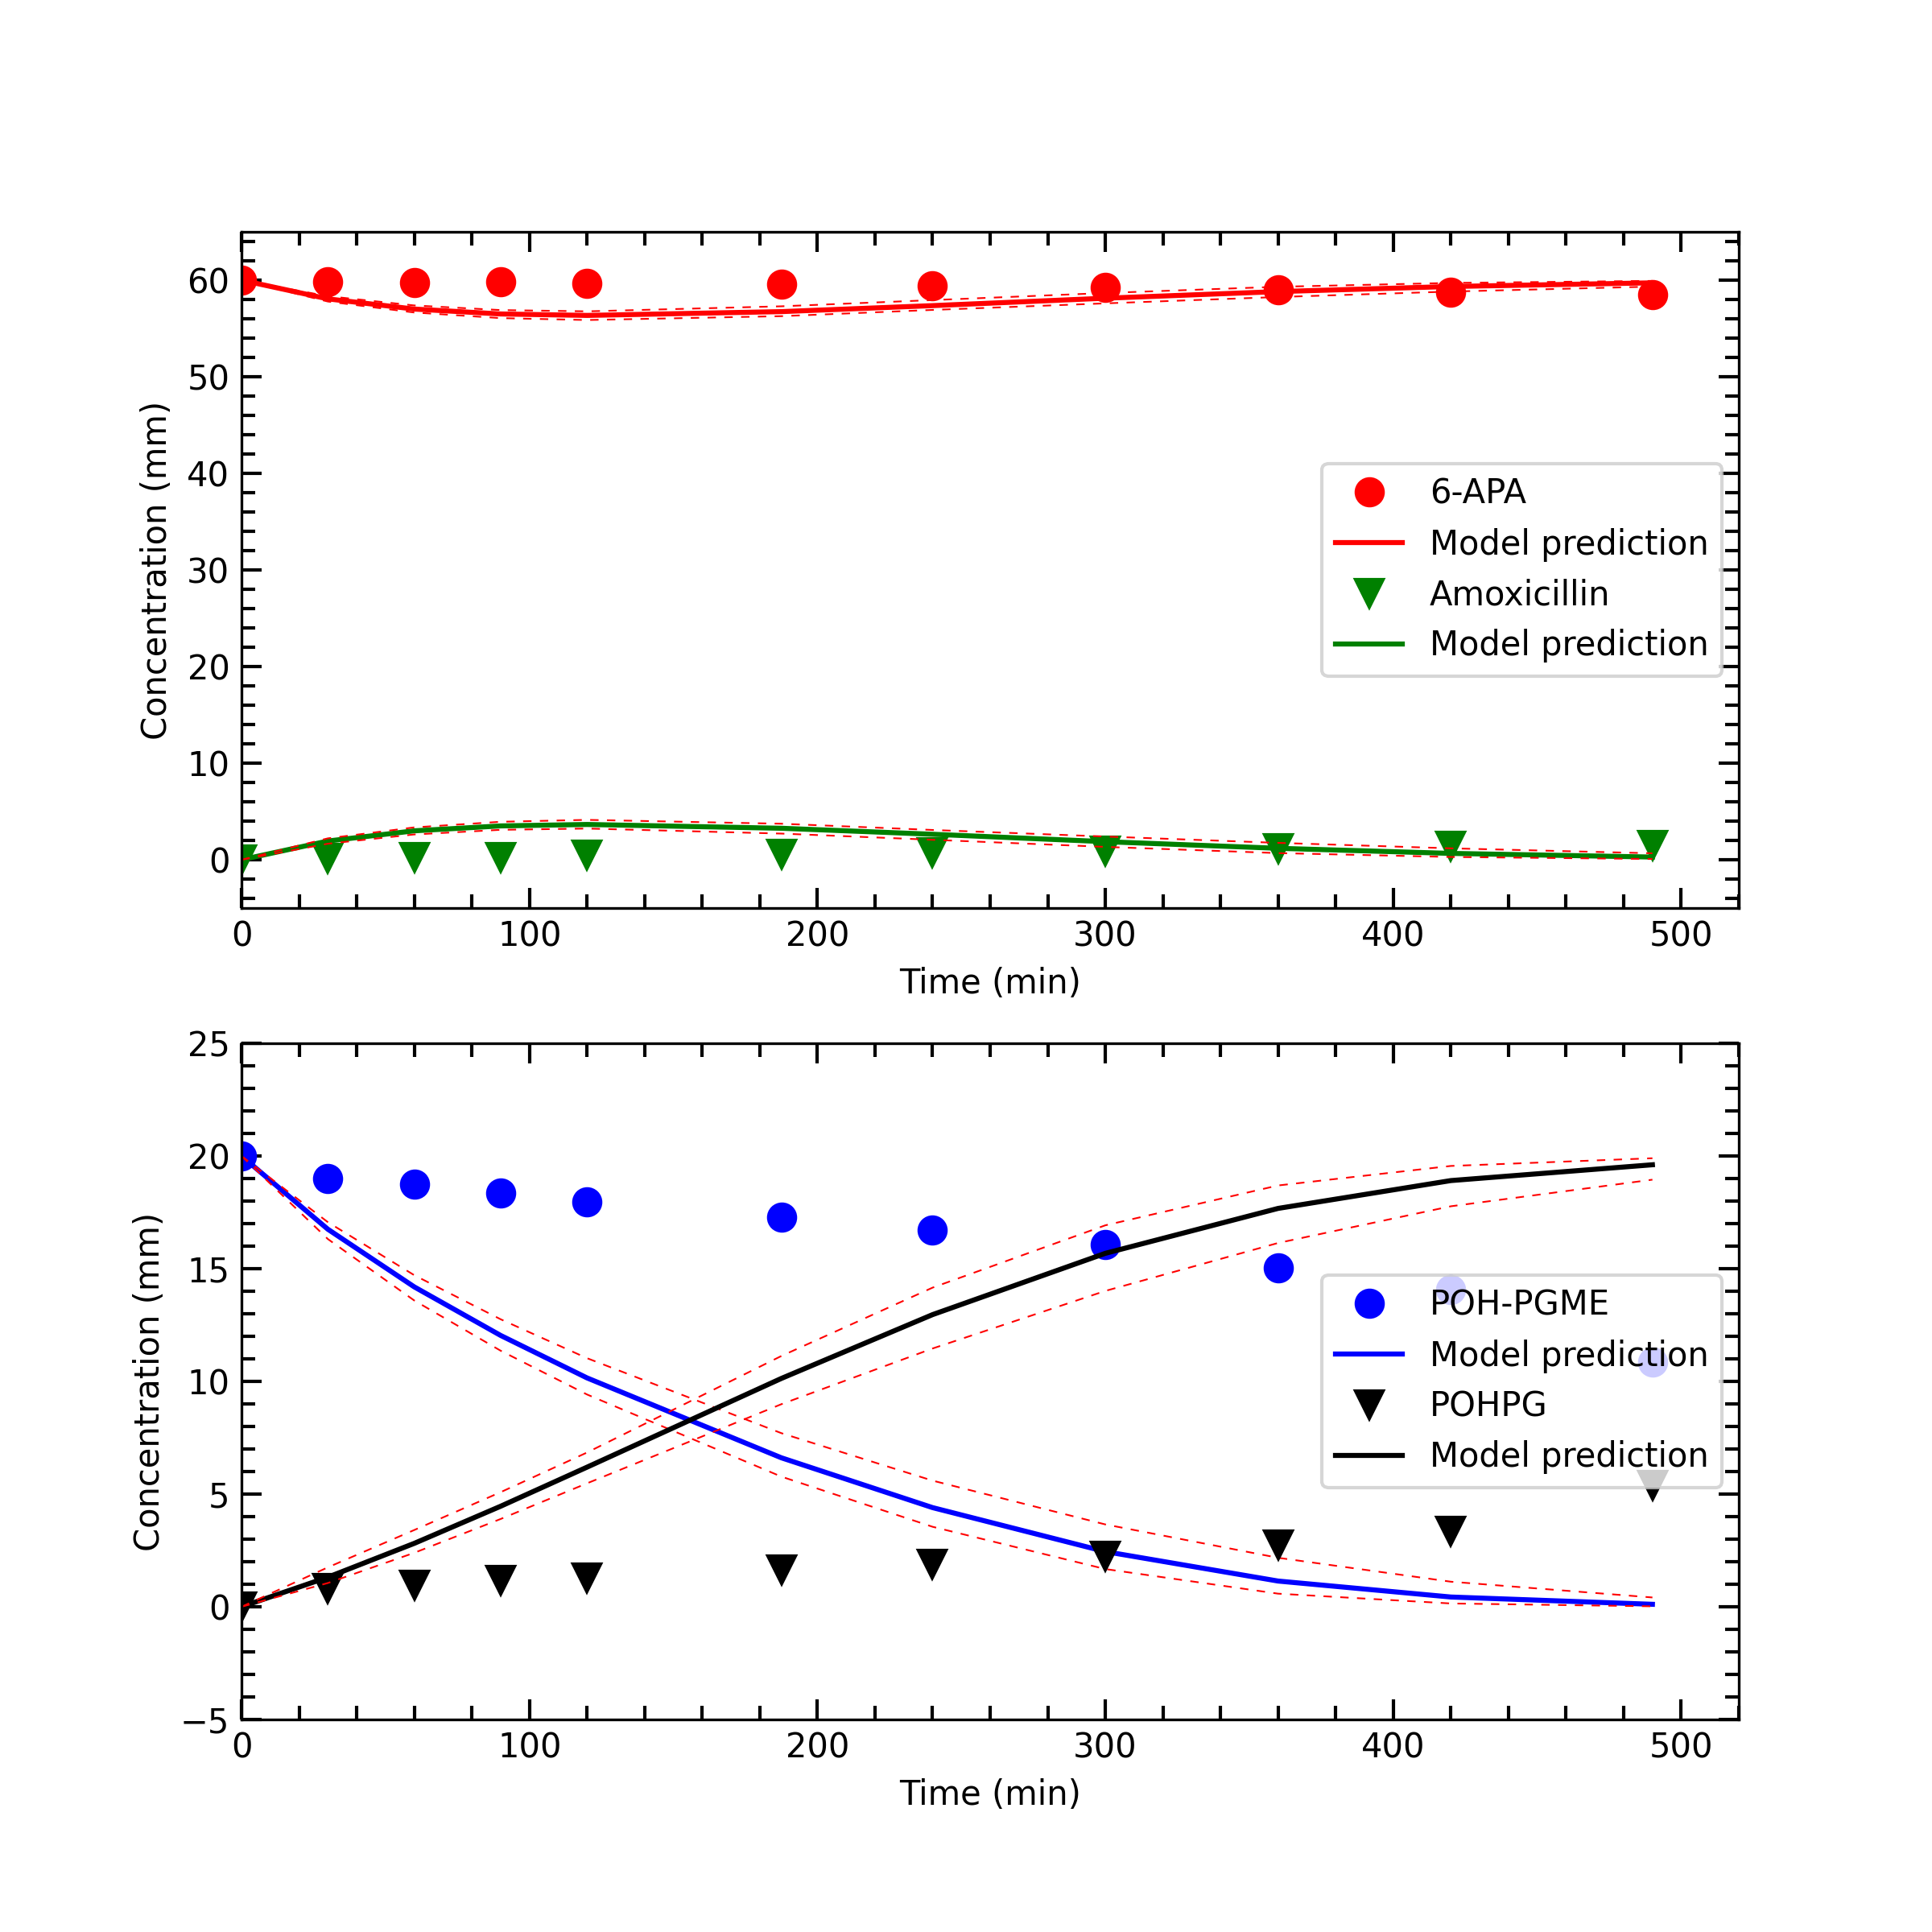 60
50
40
30
20
10
0
Concentration (mm)
6-APA
Model prediction
Amoxicillin
Model prediction
0 100 200 300 400 500
Time (min)
25
20
15
10
5
0
−5
Concentration (mm)
POH-PGME
Model prediction
POHPG
Model prediction
0 100 200 300 400 500
Time (min)